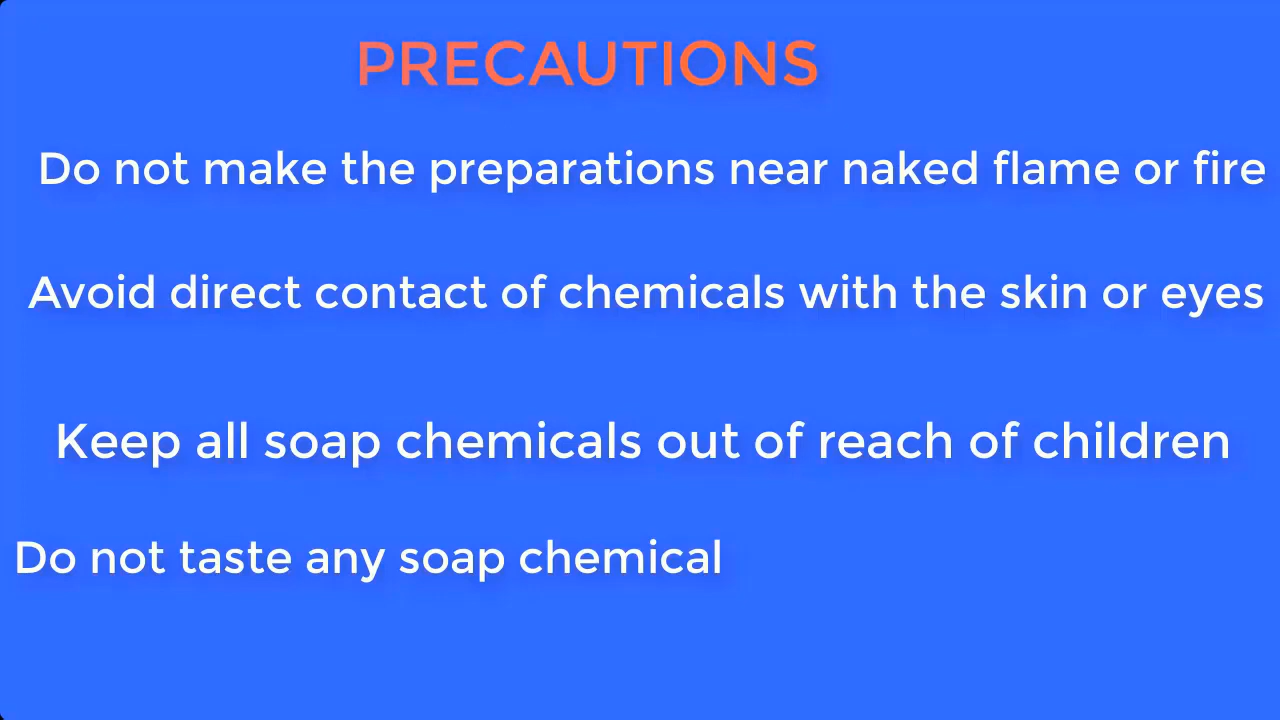 PRECAUTIONS
Do not make the preparations near naked flame or fire
Avoid direct contact of chemicals with the skin or eyes
Keep all soap chemicals out of reach of children
Do not taste any soap chemical